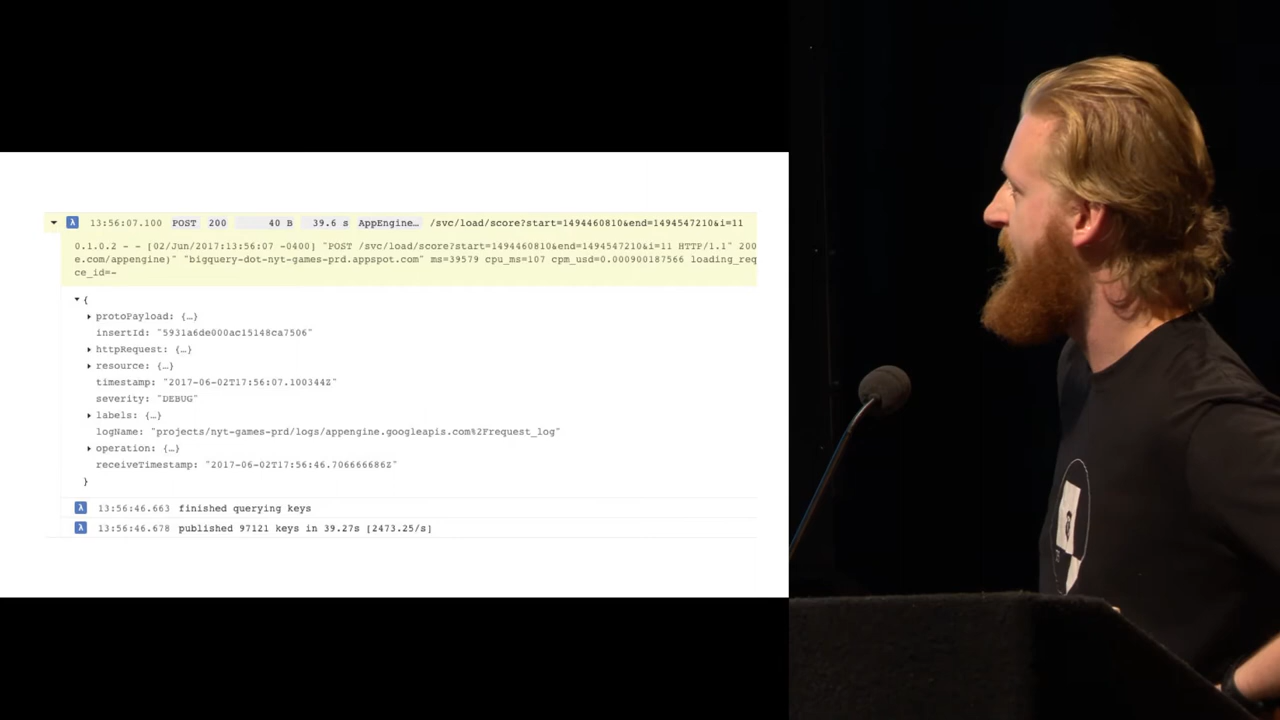 13:56:07.100 POST 200 40 B 39.6 s AppEngine… /svc/load/score?start=1494460810&end=1494547210&i=11
0.1.0.2 - - [02/Jun/2017:13:56:07 -0400] "POST /svc/load/score?start=1494460810&end=1494547210&i=11 HTTP/1.1" 200
e.com/appengine)" "bigquery-dot-nyt-games-prd.appspot.com" ms=39579 cpu_ms=107 cpm_usd=0.000900187566 loading_req
ce_id=-
{
protoPayload: {…}
insertId: "5931a6de000ac15148ca7506"
httpRequest: {…}
resource: {…}
timestamp: "2017-06-02T17:56:07.100344Z"
severity: "DEBUG"
labels: {…}
logName: "projects/nyt-games-prd/logs/appengine.googleapis.com%2Frequest_log"
operation: {…}
receiveTimestamp: "2017-06-02T17:56:46.706666686Z"
}
λ 13:56:46.663 finished querying keys
λ 13:56:46.678 published 97121 keys in 39.27s [2473.25/s]